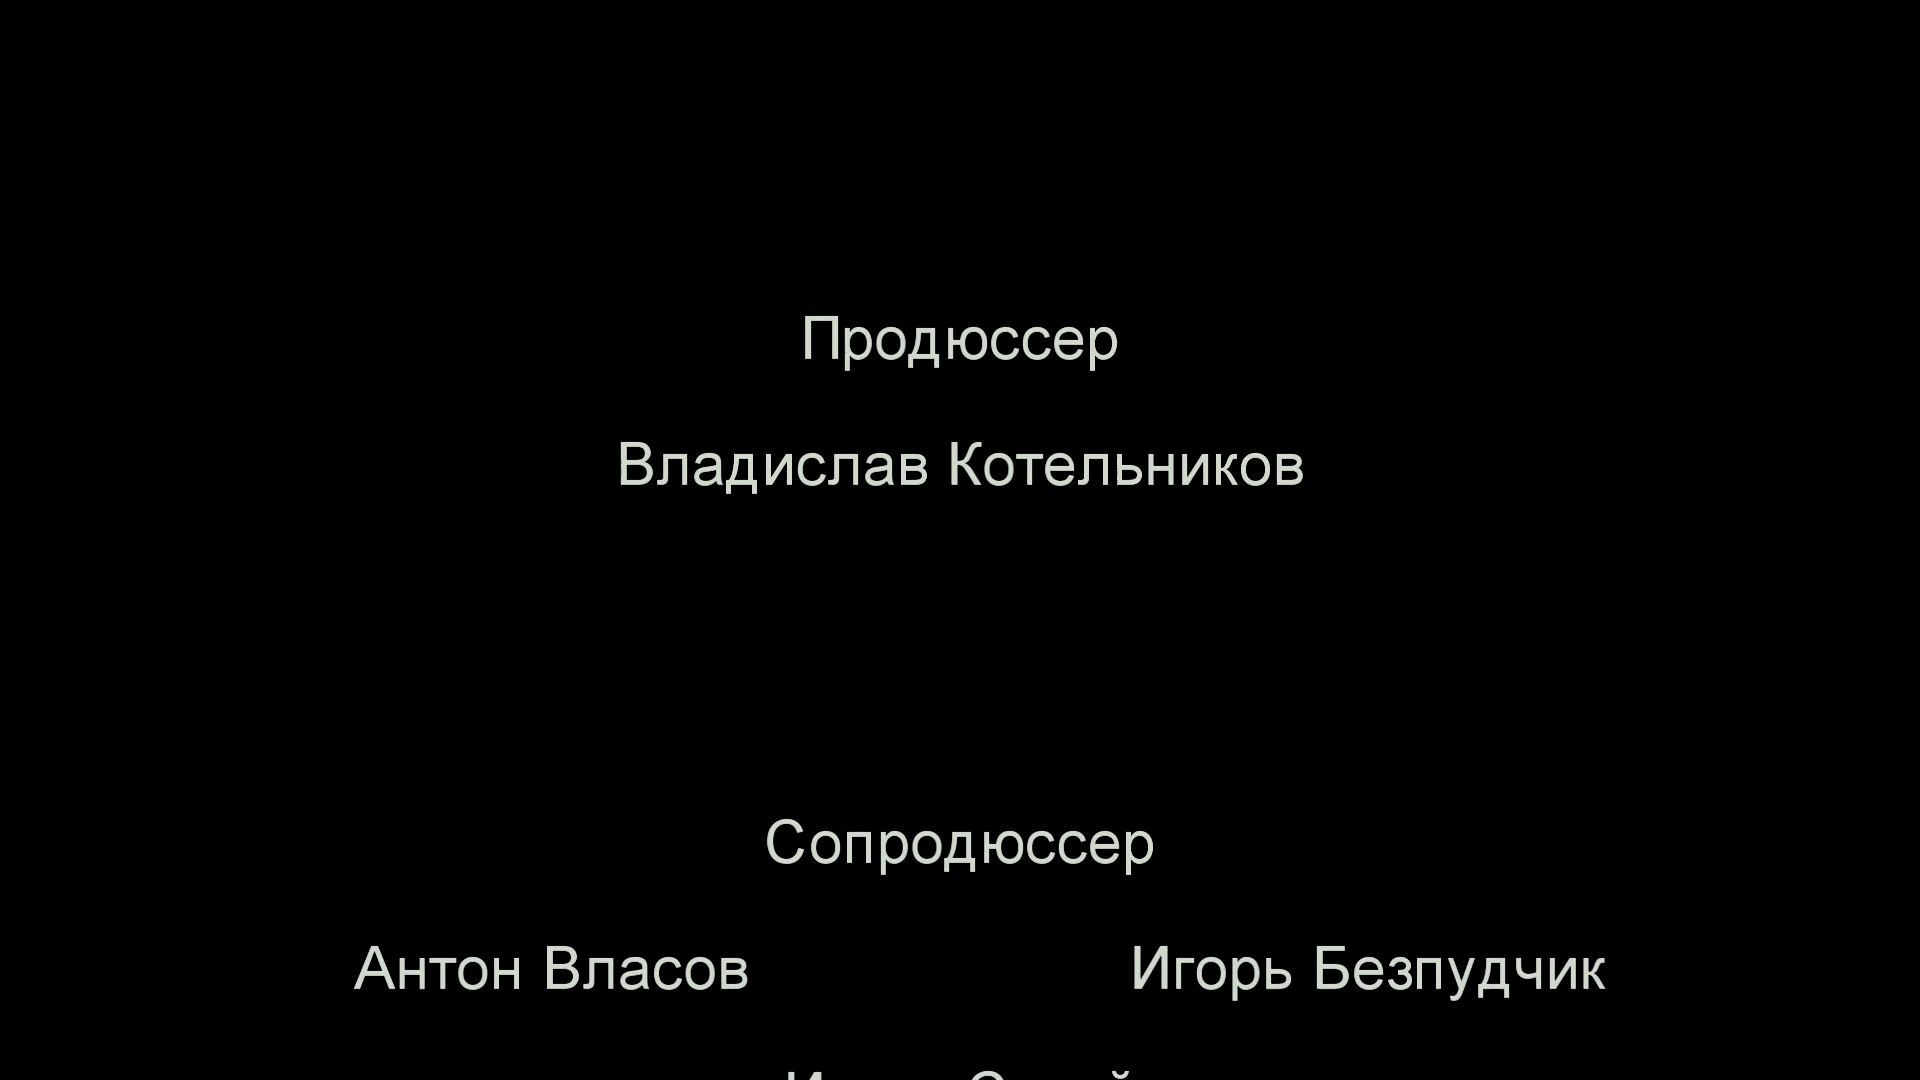 Продюссер
Владислав Котельников
Сопродюссер
Антон Власов Игорь Безпудчик